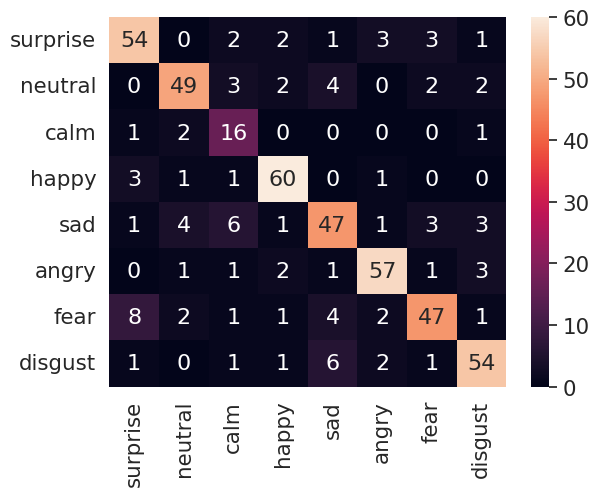 surprise 54 0 2 2 1 3 3 1
neutral 0 49 3 2 4 0 2 2
calm 1 2 16 0 0 0 0 1
happy 3 1 1 60 0 1 0 0
sad 1 4 6 1 47 1 3 3
angry 0 1 1 2 1 57 1 3
fear 8 2 1 1 4 2 47 1
disgust 1 0 1 1 6 2 1 54
surprise neutral calm happy sad angry fear disgust
60
50
40
30
20
10
0